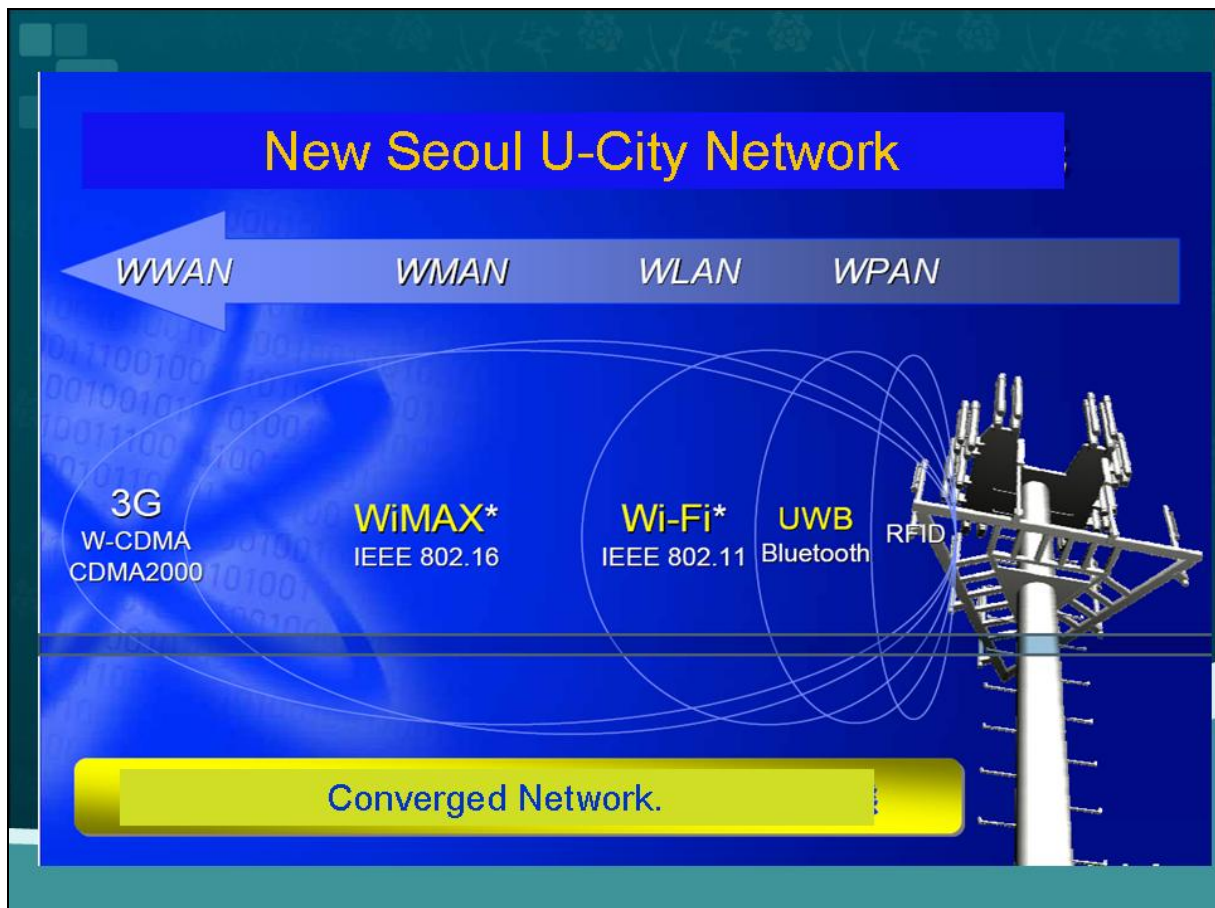 New Seoul U-City Network
WWAN WMAN WLAN WPAN
3G
W-CDMA
CDMA2000
WiMAX*
IEEE 802.16
Wi-Fi*
IEEE 802.11
UWB
Bluetooth
RFID
Converged Network.